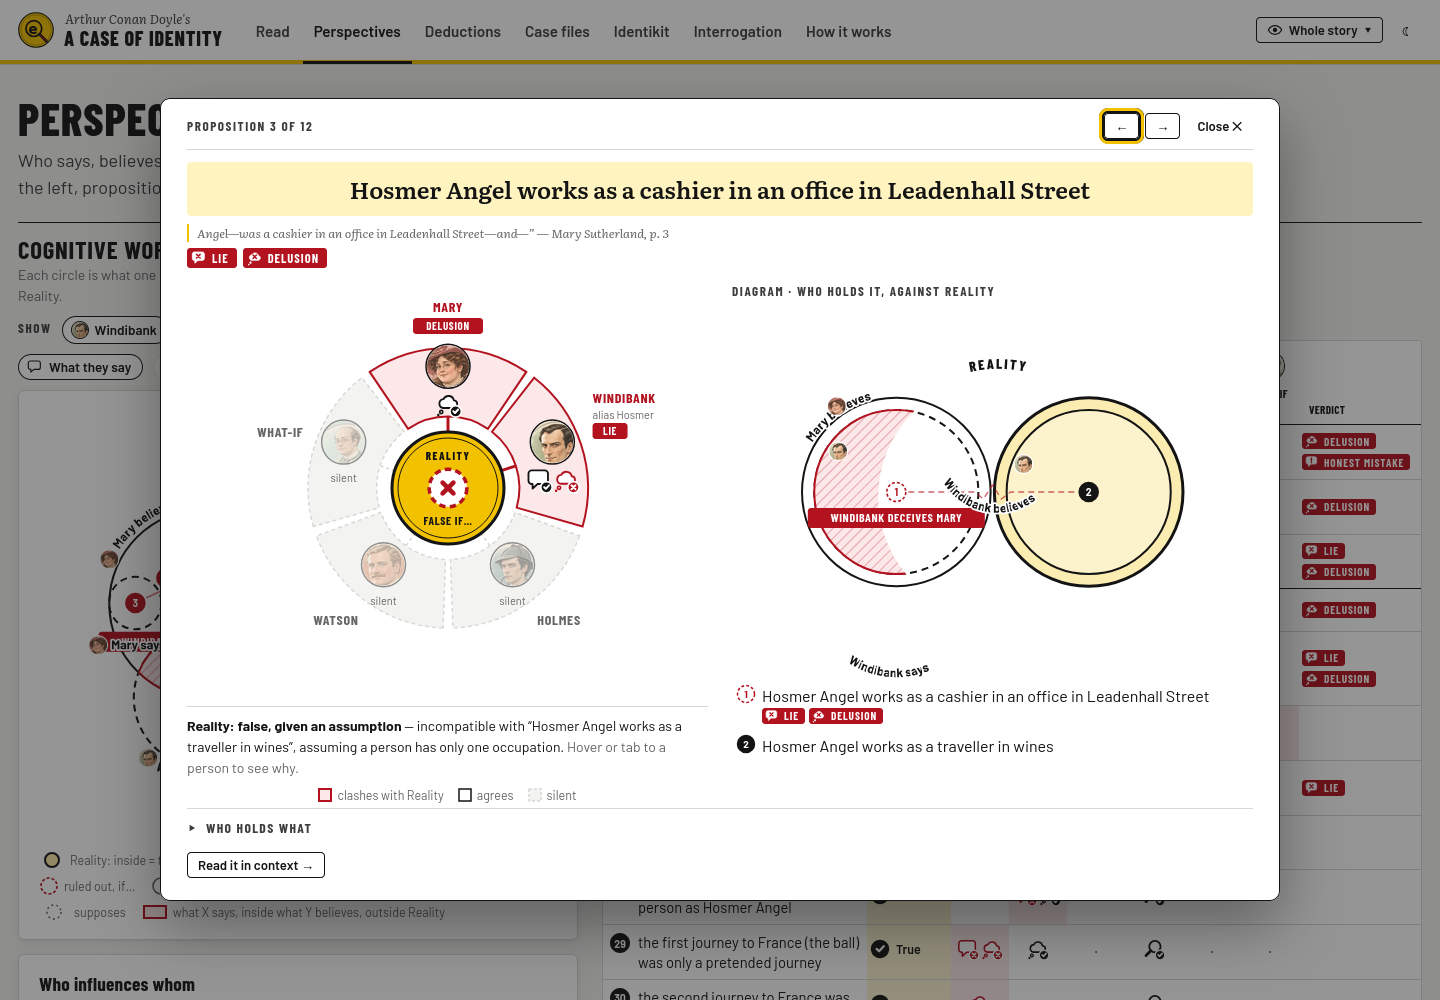 Arthur Conan Doyle's
A CASE OF IDENTITY
Read
Perspectives
Deductions
Case files
Identikit
Interrogation
How it works
Whole story
PERSPEC
Who says, believes
the left, propositio
COGNITIVE WOR
Each circle is what one
Reality.
SHOW
Windibank
What they say
PROPOSITION 3 OF 12
←
→
Close ×
Hosmer Angel works as a cashier in an office in Leadenhall Street
Angel—was a cashier in an office in Leadenhall Street—and—” — Mary Sutherland, p. 3
LIE
DELUSION
MARY
DELUSION
WINDIBANK
alias Hosmer
LIE
WHAT-IF
silent
REALITY
FALSE IF...
silent
silent
WATSON
HOLMES
DIAGRAM · WHO HOLDS IT, AGAINST REALITY
REALITY
1
2
Windibank believes
WINDIBANK DECEIVES MARY
Windibank says
1 Hosmer Angel works as a cashier in an office in Leadenhall Street
LIE
DELUSION
2 Hosmer Angel works as a traveller in wines
Reality: false, given an assumption — incompatible with “Hosmer Angel works as a
traveller in wines”, assuming a person has only one occupation. Hover or tab to a
person to see why.
clashes with Reality
agrees
silent
WHO HOLDS WHAT
Read it in context →
IF
VERDICT
DELUSION
HONEST MISTAKE
DELUSION
LIE
DELUSION
DELUSION
LIE
DELUSION
LIE
Mary believ
3
Mary say
Reality: inside = t
ruled out, if...
supposes
what X says, inside what Y believes, outside Reality
Who influences whom
person as Hosmer Angel
29 the first journey to France (the ball)
was only a pretended journey
True
30 the second journey to France was